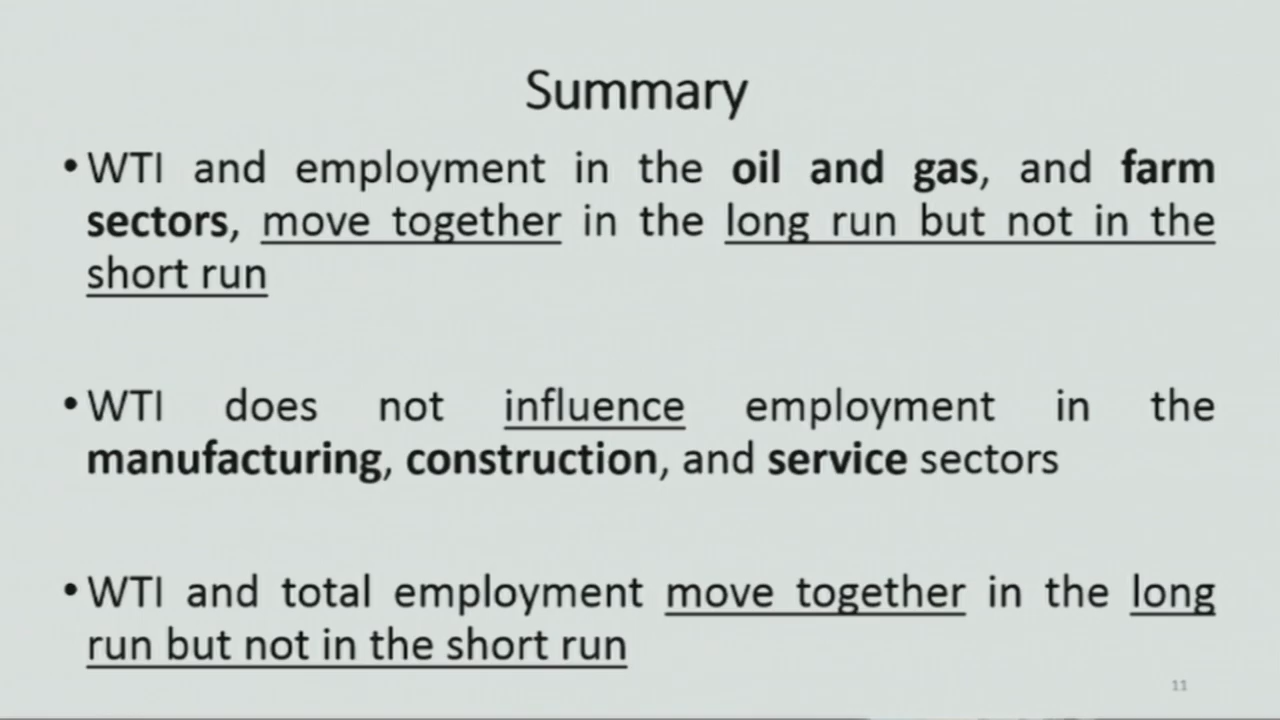 Summary
• WTI and employment in the oil and gas, and farm
sectors, move together in the long run but not in the
short run
• WTI does not influence employment in the
manufacturing, construction, and service sectors
• WTI and total employment move together in the long
run but not in the short run
11